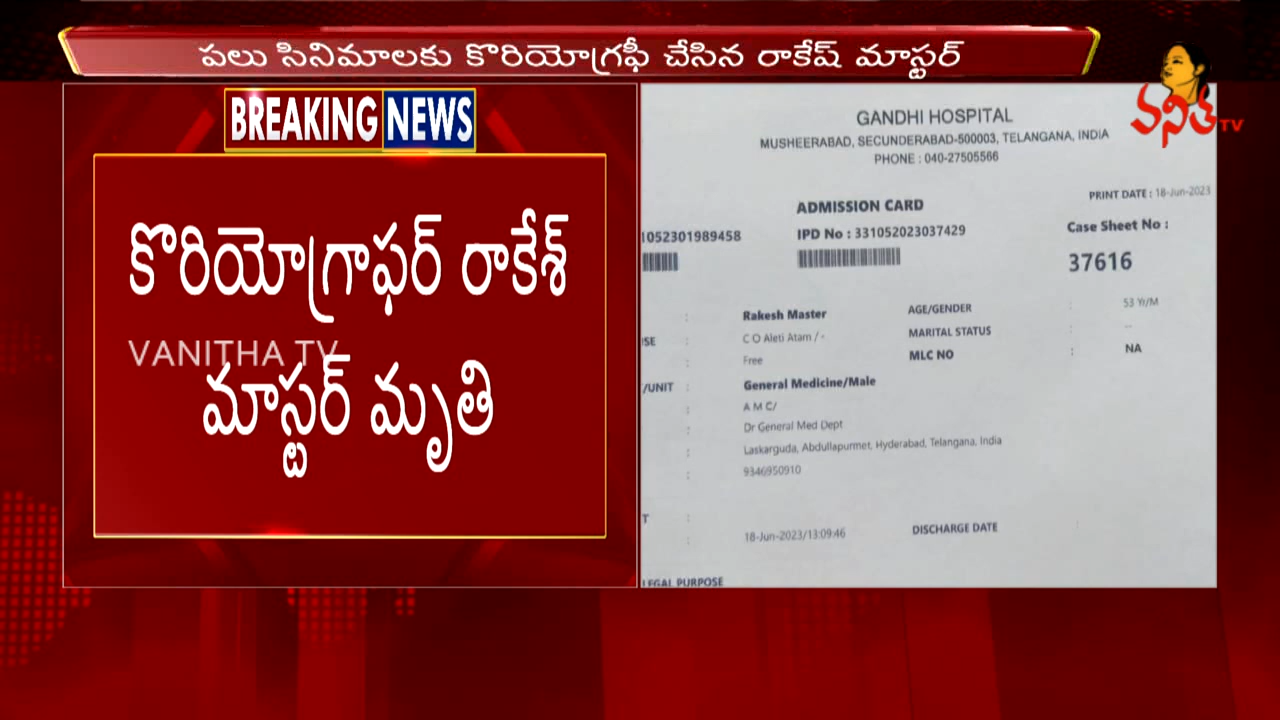 పలు సినిమాలకు కొరియోగ్రఫీ చేసిన రాకేష్ మాస్టర్
వనిత TV
BREAKING NEWS
కొరియోగ్రాఫర్ రాకేశ్
VANITHA TV
మాస్టర్ మృతి
GANDHI HOSPITAL
MUSHEERABAD, SECUNDERABAD-500003, TELANGANA, INDIA
PHONE : 040-27505566
PRINT DATE : 18-Jun-2023
ADMISSION CARD
1052301989458 IPD No : 331052023037429 Case Sheet No :
37616
: Rakesh Master AGE/GENDER : 53 Yr/M
SE : C O Aleti Atam / - MARITAL STATUS : --
: Free MLC NO : NA
/UNIT : General Medicine/Male
: A M C/
: Dr General Med Dept
: Laskarguda, Abdullapurmet, Hyderabad, Telangana, India
: 9346950910
T :
: 18-Jun-2023/13:09:46 DISCHARGE DATE :
LEGAL PURPOSE